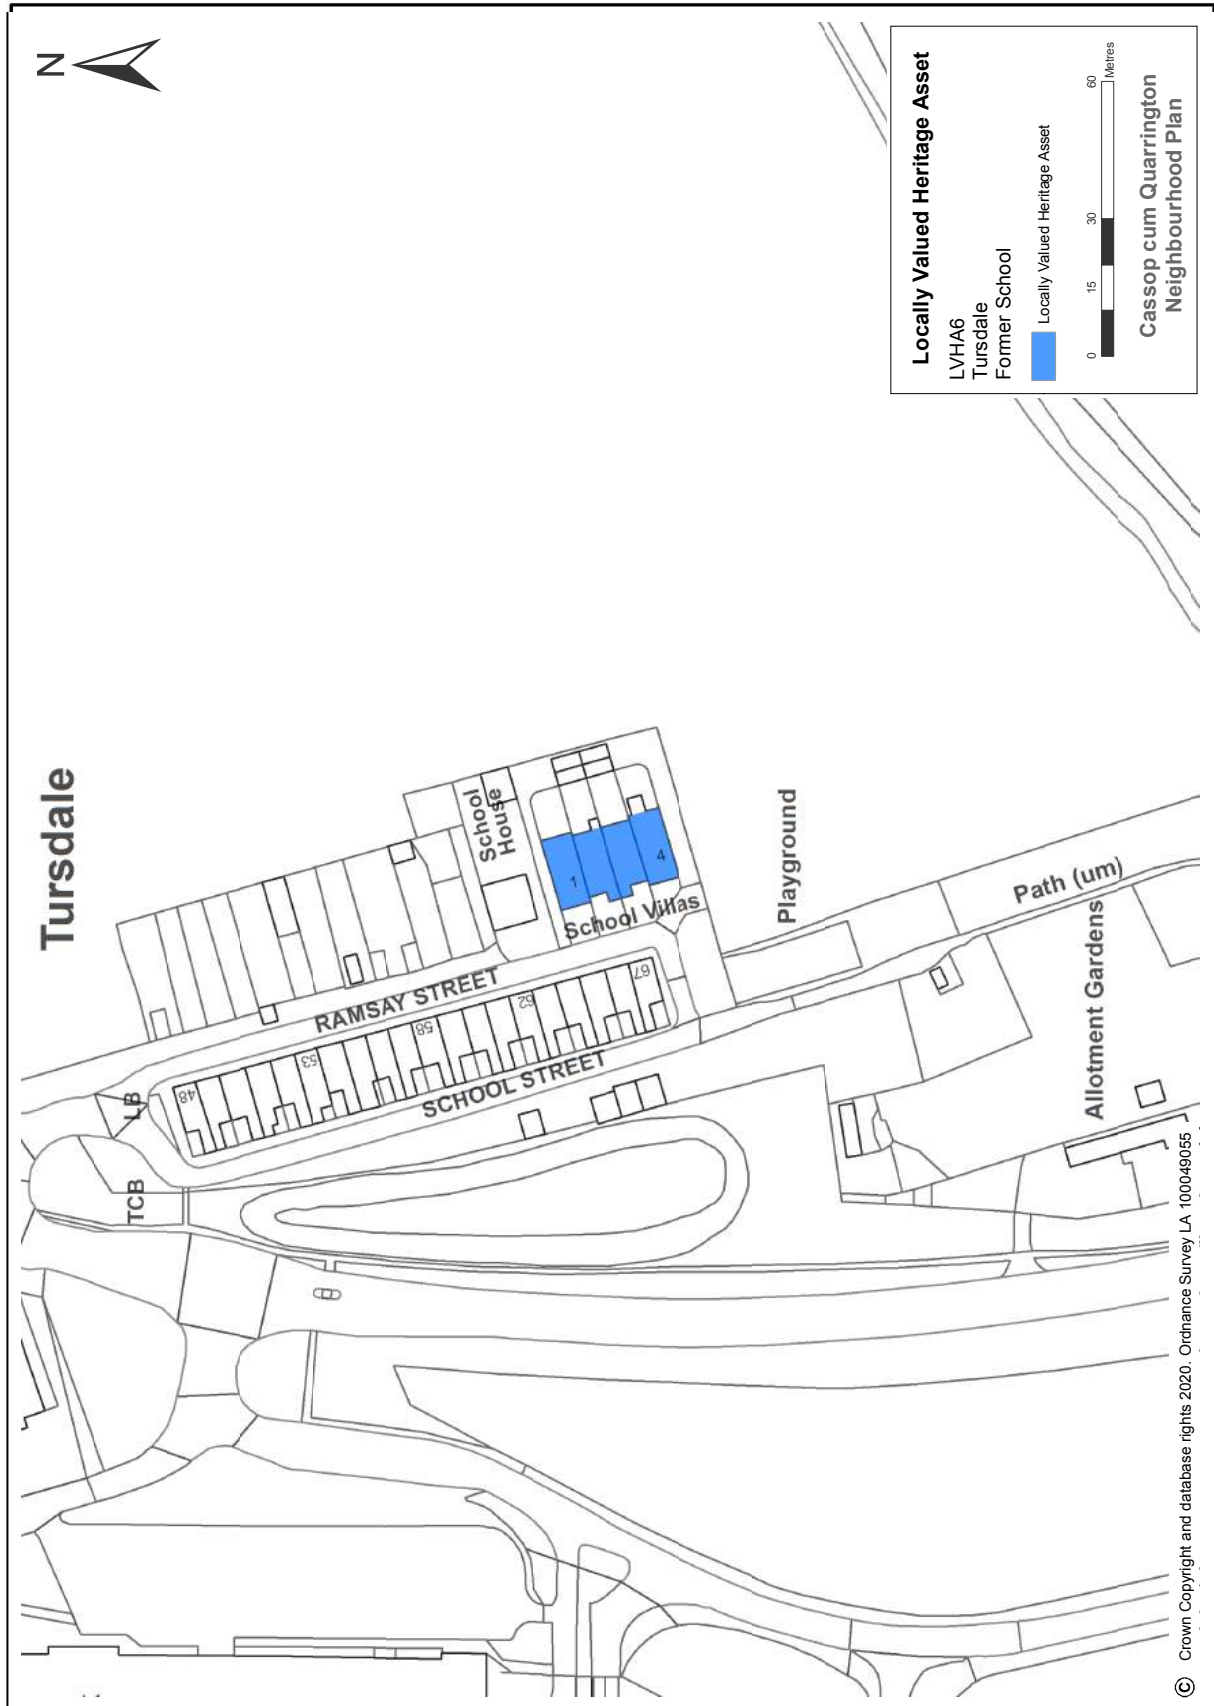 N
Tursdale
LB
TCB
48
53
58
62
67
RAMSAY STREET
SCHOOL STREET
School
House
1
4
School Villas
Playground
Path (um)
Allotment Gardens
Locally Valued Heritage Asset
LVHA6
Tursdale
Former School
Locally Valued Heritage Asset
0 15 30 60
Metres
Cassop cum Quarrington
Neighbourhood Plan
© Crown Copyright and database rights 2020. Ordnance Survey LA 100049055